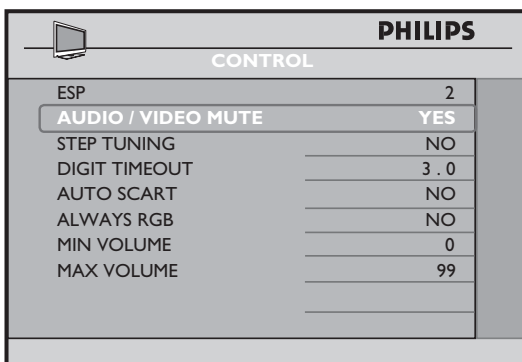 PHILIPS
CONTROL
ESP 2
AUDIO / VIDEO MUTE YES
STEP TUNING NO
DIGIT TIMEOUT 3 . 0
AUTO SCART NO
ALWAYS RGB NO
MIN VOLUME 0
MAX VOLUME 99